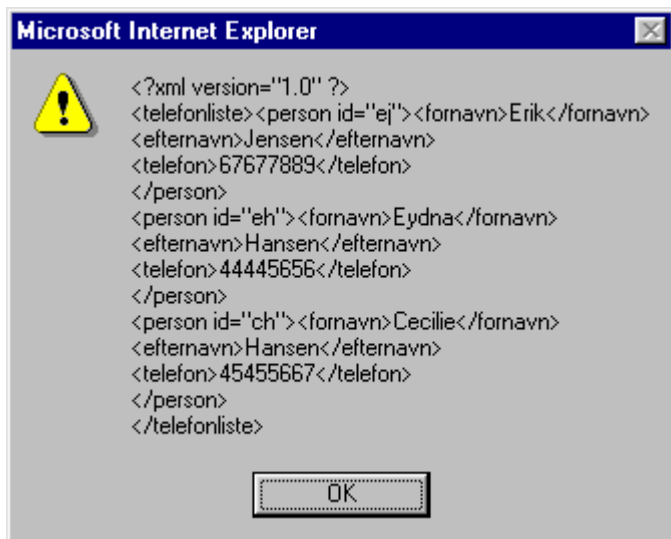 Microsoft Internet Explorer
<?xml version="1.0" ?>
<telefonliste><person id="ej"><fornavn>Erik</fornavn>
<efternavn>Jensen</efternavn>
<telefon>67677889</telefon>
</person>
<person id="eh"><fornavn>Eydna</fornavn>
<efternavn>Hansen</efternavn>
<telefon>44445656</telefon>
</person>
<person id="ch"><fornavn>Cecilie</fornavn>
<efternavn>Hansen</efternavn>
<telefon>45455667</telefon>
</person>
</telefonliste>
OK